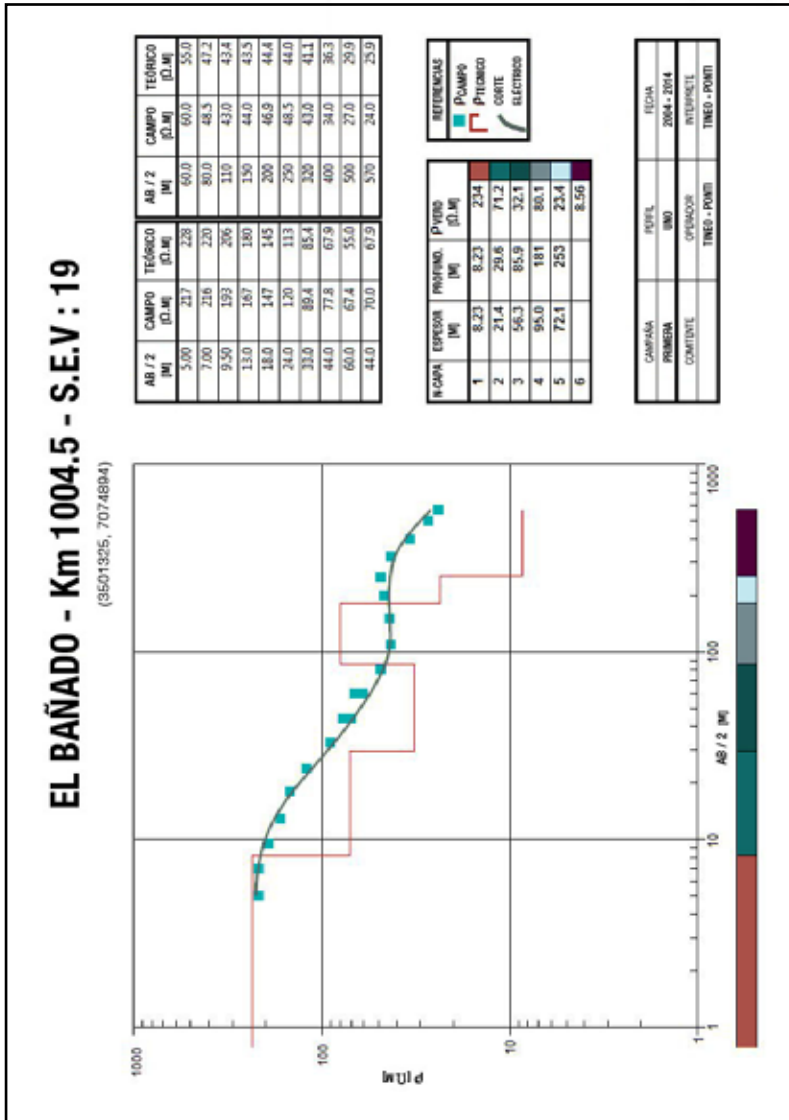 EL BAÑADO - Km 1004.5 - S.E.V : 19
(3501325, 7074894)
1000
100
10
1
ρ [Ω.M]
1
10
100
1000
AB / 2 [M]
AB / 2 [M] CAMPO [Ω.M] TEÓRICO [Ω.M] AB / 2 [M] CAMPO [Ω.M] TEÓRICO [Ω.M]
5.00 217 228 60.0 60.0 55.0
7.00 216 220 80.0 48.5 47.2
9.50 193 206 110 43.0 43.4
13.0 167 180 150 44.0 43.5
18.0 147 145 200 46.9 44.4
24.0 120 113 250 48.5 44.0
33.0 89.4 85.4 320 43.0 41.1
44.0 77.8 67.9 400 34.0 36.3
60.0 67.4 55.0 500 27.0 29.9
44.0 70.0 67.9 570 24.0 25.9
N-CAPA ESPESOR [M] PROFUND. [M] ρVERD [Ω.M]
1 8.23 8.23 234
2 21.4 29.6 71.2
3 56.3 85.9 32.1
4 95.0 181 80.1
5 72.1 253 23.4
6 8.56
REFERENCIAS
ρCAMPO
ρTECNICO
CORTE
ELÉCTRICO
CAMPAÑA PERFIL FECHA
PRIMERA UNO 2004 - 2014
COMITENTE OPERADOR INTERPRETE
TINEO - PONTI TINEO - PONTI